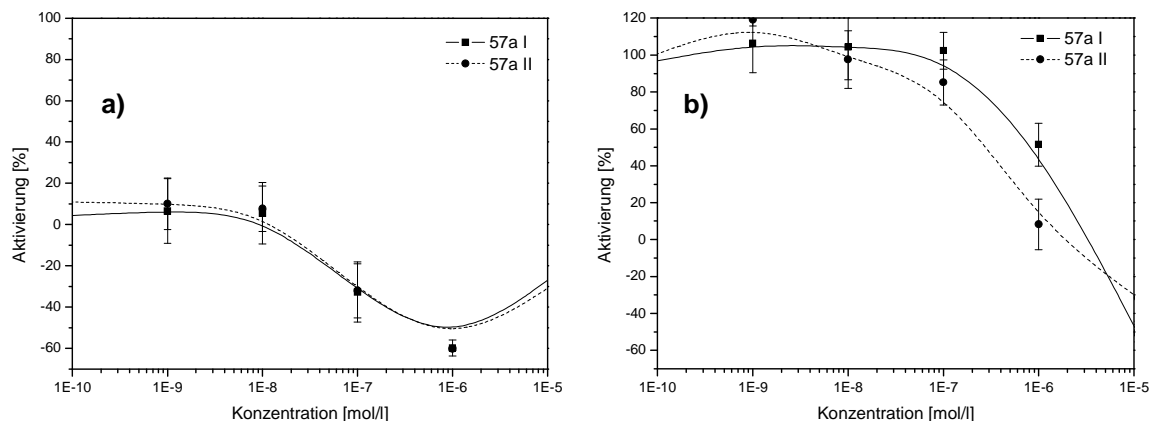 a)
57a I
57a II
Aktivierung [%]
100
80
60
40
20
0
-20
-40
-60
1E-10 1E-9 1E-8 1E-7 1E-6 1E-5
Konzentration [mol/l]
b)
57a I
57a II
Aktivierung [%]
120
100
80
60
40
20
0
-20
-40
-60
1E-10 1E-9 1E-8 1E-7 1E-6 1E-5
Konzentration [mol/l]